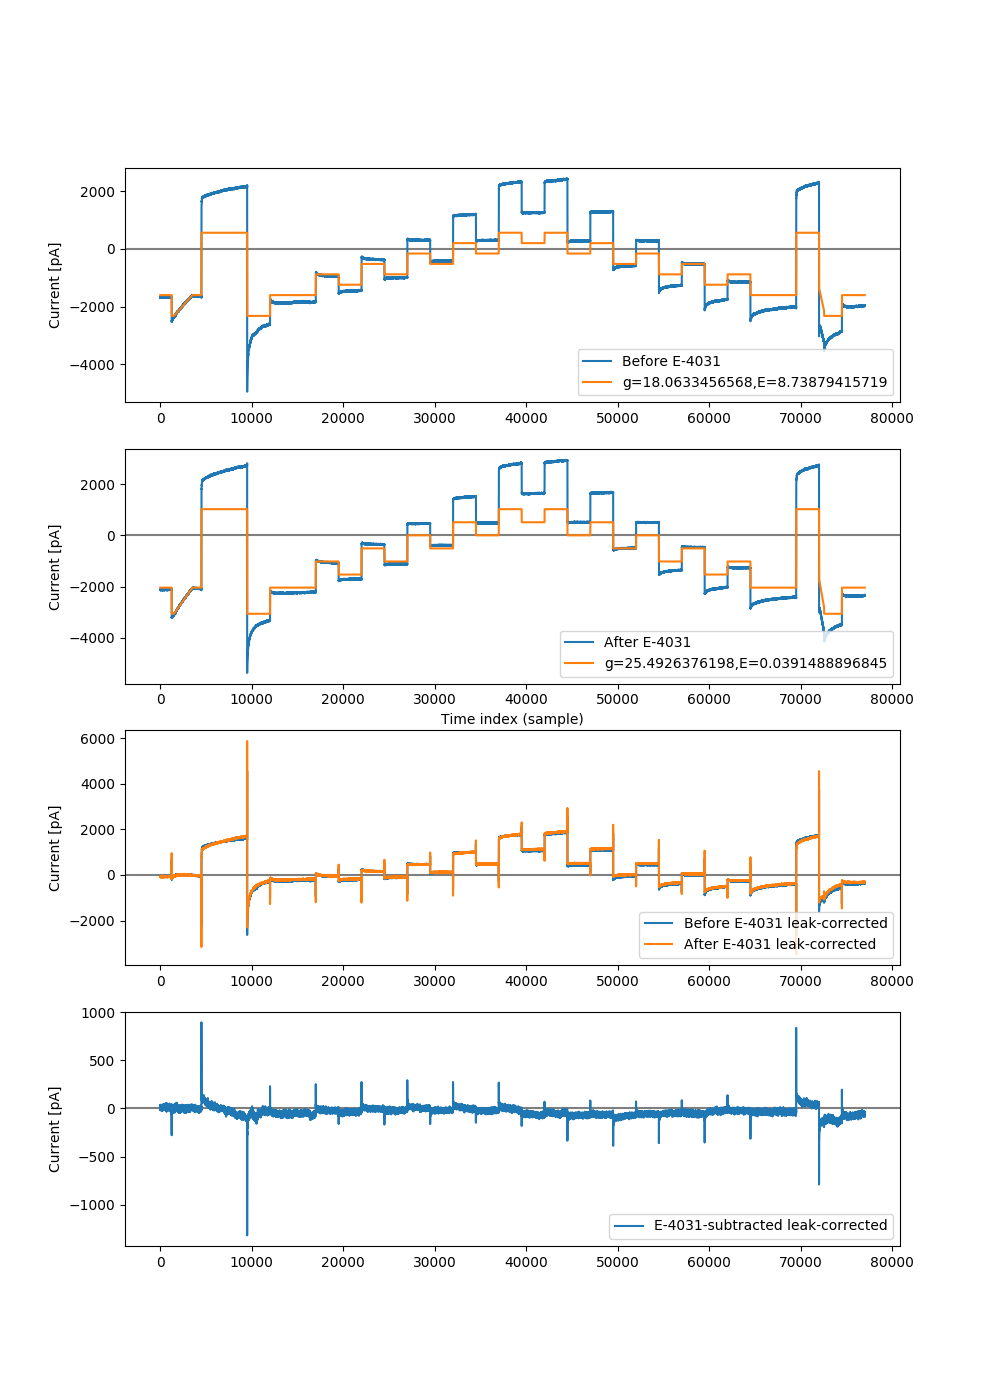 2000
0
−2000
−4000
Current [pA]
Before E-4031
g=18.0633456568,E=8.73879415719
0 10000 20000 30000 40000 50000 60000 70000 80000
2000
0
−2000
−4000
Current [pA]
After E-4031
g=25.4926376198,E=0.0391488896845
0 10000 20000 30000 40000 50000 60000 70000 80000
Time index (sample)
6000
4000
2000
0
−2000
Current [pA]
Before E-4031 leak-corrected
After E-4031 leak-corrected
0 10000 20000 30000 40000 50000 60000 70000 80000
1000
500
0
−500
−1000
Current [pA]
E-4031-subtracted leak-corrected
0 10000 20000 30000 40000 50000 60000 70000 80000